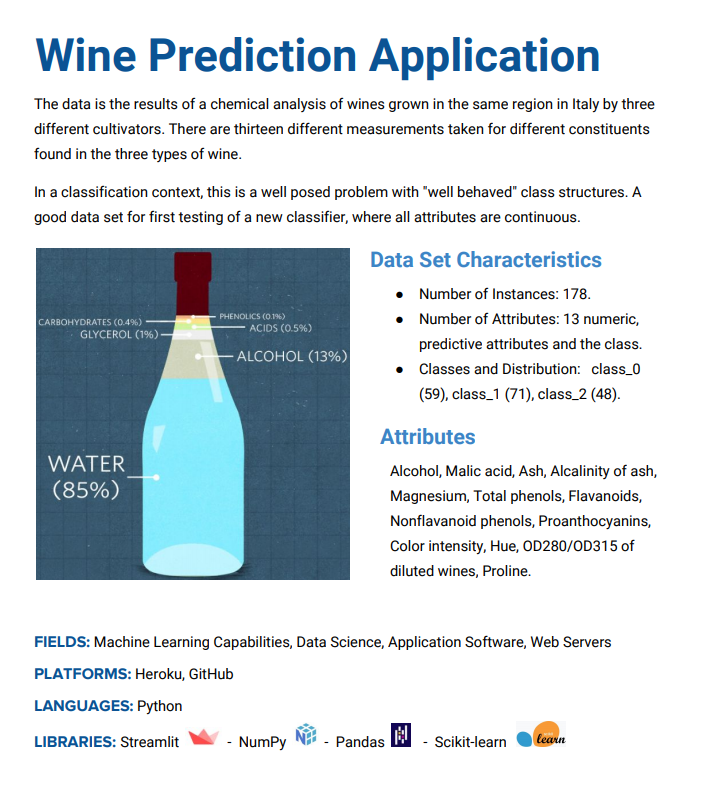 Wine Prediction Application
The data is the results of a chemical analysis of wines grown in the same region in Italy by three
different cultivators. There are thirteen different measurements taken for different constituents
found in the three types of wine.
In a classification context, this is a well posed problem with "well behaved" class structures. A
good data set for first testing of a new classifier, where all attributes are continuous.
CARBOHYDRATES (0.4%)
PHENOLICS (0.1%)
ACIDS (0.5%)
GLYCEROL (1%)
ALCOHOL (13%)
WATER
(85%)
Data Set Characteristics
● Number of Instances: 178.
● Number of Attributes: 13 numeric,
predictive attributes and the class.
● Classes and Distribution: class_0
(59), class_1 (71), class_2 (48).
Attributes
Alcohol, Malic acid, Ash, Alcalinity of ash,
Magnesium, Total phenols, Flavanoids,
Nonflavanoid phenols, Proanthocyanins,
Color intensity, Hue, OD280/OD315 of
diluted wines, Proline.
FIELDS: Machine Learning Capabilities, Data Science, Application Software, Web Servers
PLATFORMS: Heroku, GitHub
LANGUAGES: Python
LIBRARIES: Streamlit - NumPy - Pandas - Scikit-learn learn